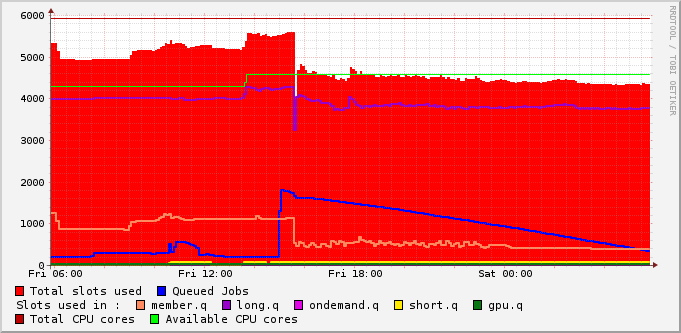 RRDTOOL / TOBI OETIKER
6000
5000
4000
3000
2000
1000
0
Fri 06:00 Fri 12:00 Fri 18:00 Sat 00:00
Total slots used Queued Jobs
Slots used in : member.q long.q ondemand.q short.q gpu.q
Total CPU cores Available CPU cores